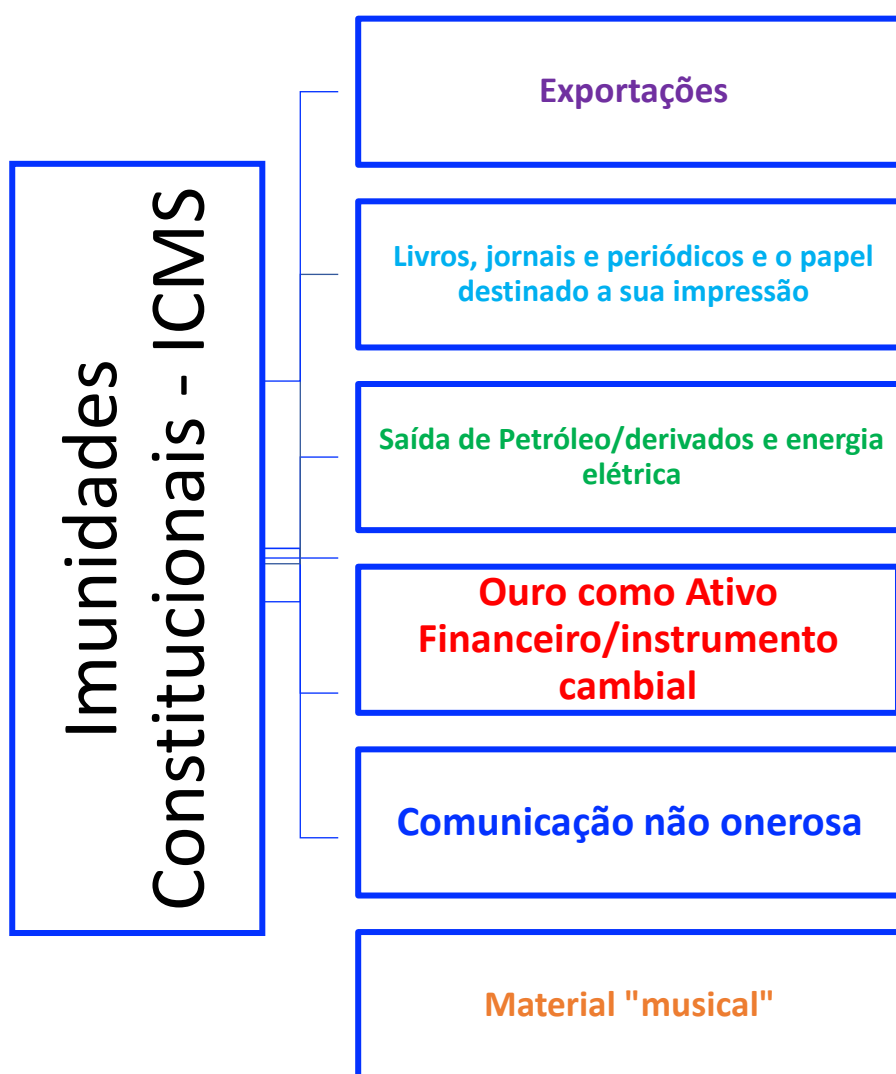 Imunidades
Constitucionais - ICMS
Exportações
Livros, jornais e periódicos e o papel
destinado a sua impressão
Saída de Petróleo/derivados e energia
elétrica
Ouro como Ativo
Financeiro/instrumento
cambial
Comunicação não onerosa
Material "musical"